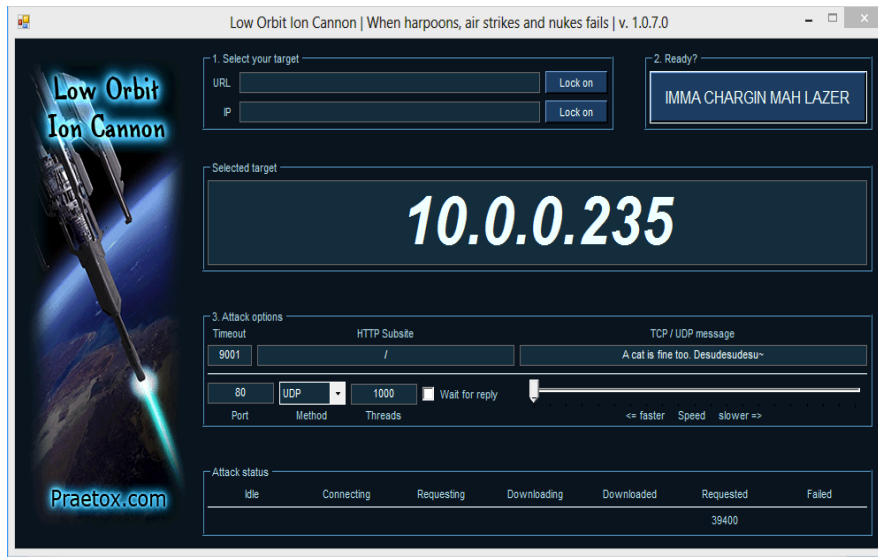 Low Orbit Ion Cannon | When harpoons, air strikes and nukes fails | v. 1.0.7.0
Low Orbit
Ion Cannon
1. Select your target
URL
Lock on
IP
Lock on
2. Ready?
IMMA CHARGIN MAH LAZER
Selected target
10.0.0.235
3. Attack options
Timeout HTTP Subsite TCP / UDP message
9001 / A cat is fine too. Desudesudesu~
80 UDP 1000 Wait for reply
Port Method Threads <= faster Speed slower =>
Attack status
Idle Connecting Requesting Downloading Downloaded Requested Failed
39400
Praetox.com